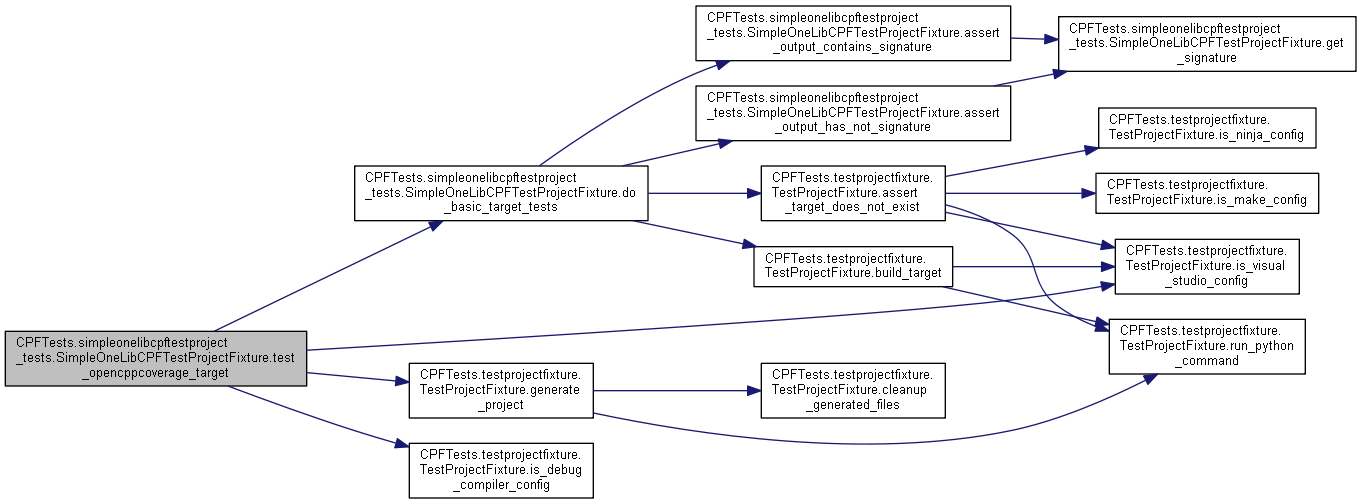 CPFTests.simpleonelibcpftestproject
_tests.SimpleOneLibCPFTestProjectFixture.assert
_output_contains_signature
CPFTests.simpleonelibcpftestproject
_tests.SimpleOneLibCPFTestProjectFixture.get
_signature
CPFTests.simpleonelibcpftestproject
_tests.SimpleOneLibCPFTestProjectFixture.assert
_output_has_not_signature
CPFTests.testprojectfixture.
TestProjectFixture.is_ninja_config
CPFTests.simpleonelibcpftestproject
_tests.SimpleOneLibCPFTestProjectFixture.do
_basic_target_tests
CPFTests.testprojectfixture.
TestProjectFixture.assert
_target_does_not_exist
CPFTests.testprojectfixture.
TestProjectFixture.is_make_config
CPFTests.testprojectfixture.
TestProjectFixture.build_target
CPFTests.testprojectfixture.
TestProjectFixture.is_visual
_studio_config
CPFTests.simpleonelibcpftestproject
_tests.SimpleOneLibCPFTestProjectFixture.test
_opencppcoverage_target
CPFTests.testprojectfixture.
TestProjectFixture.run_python
_command
CPFTests.testprojectfixture.
TestProjectFixture.generate
_project
CPFTests.testprojectfixture.
TestProjectFixture.cleanup
_generated_files
CPFTests.testprojectfixture.
TestProjectFixture.is_debug
_compiler_config